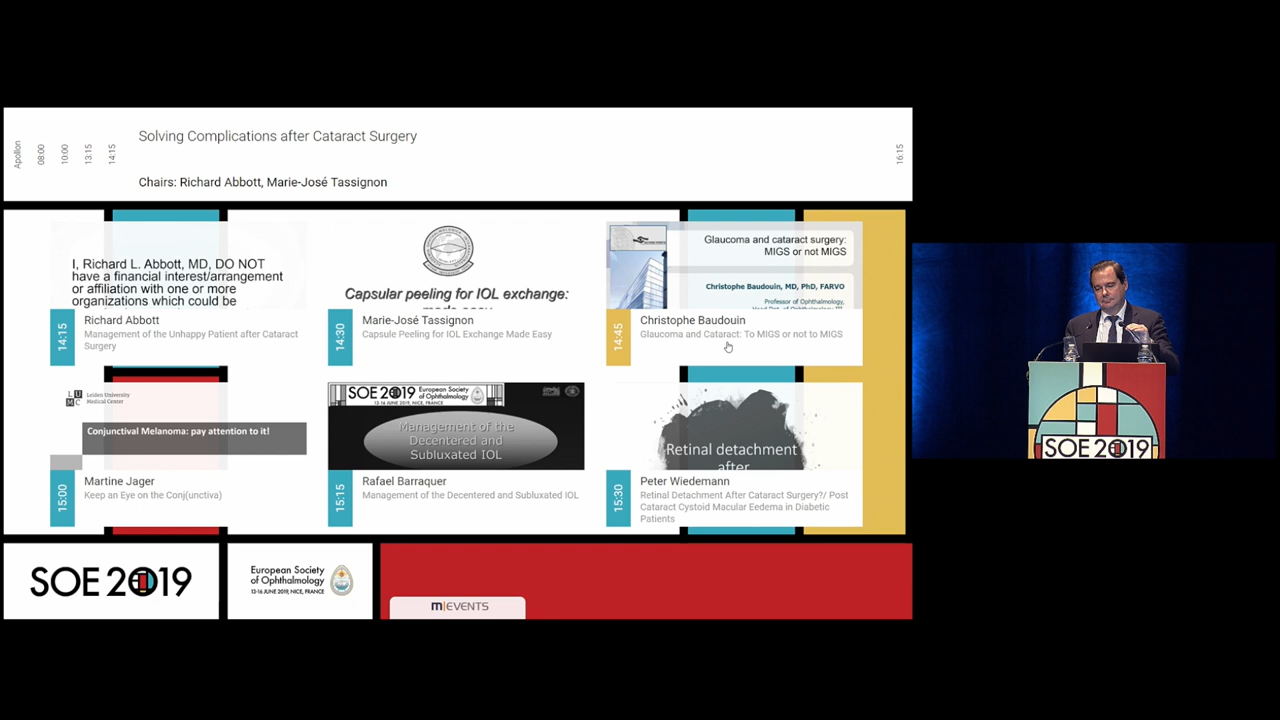 Apollon
08:00
10:00
13:15
14:15
Solving Complications after Cataract Surgery
Chairs: Richard Abbott, Marie-José Tassignon
16:15
I, Richard L. Abbott, MD, DO NOT
have a financial interest/arrangement
or affiliation with one or more
organizations which could be
14:15
Richard Abbott
Management of the Unhappy Patient after Cataract
Surgery
Capsular peeling for IOL exchange:
14:30
Marie-José Tassignon
Capsule Peeling for IOL Exchange Made Easy
Glaucoma and cataract surgery:
MIGS or not MIGS
Christophe Baudouin, MD, PhD, FARVO
Professor of Ophthalmology
14:45
Christophe Baudouin
Glaucoma and Cataract: To MIGS or not to MIGS
LU
MC
Leiden University
Medical Center
Conjunctival Melanoma: pay attention to it!
15:00
Martine Jager
Keep an Eye on the Conj(unctiva)
SOE 2019
European Society
of Ophthalmology
13-16 JUNE 2019, NICE, FRANCE
Management of the
Decentered and
Subluxated IOL
15:15
Rafael Barraquer
Management of the Decentered and Subluxated IOL
Retinal detachment
after
15:30
Peter Wiedemann
Retinal Detachment After Cataract Surgery?/ Post
Cataract Cystoid Macular Eedema in Diabetic
Patients
SOE 2019
European Society
of Ophthalmology
13-16 JUNE 2019, NICE, FRANCE
m|EVENTS
SOE 2019